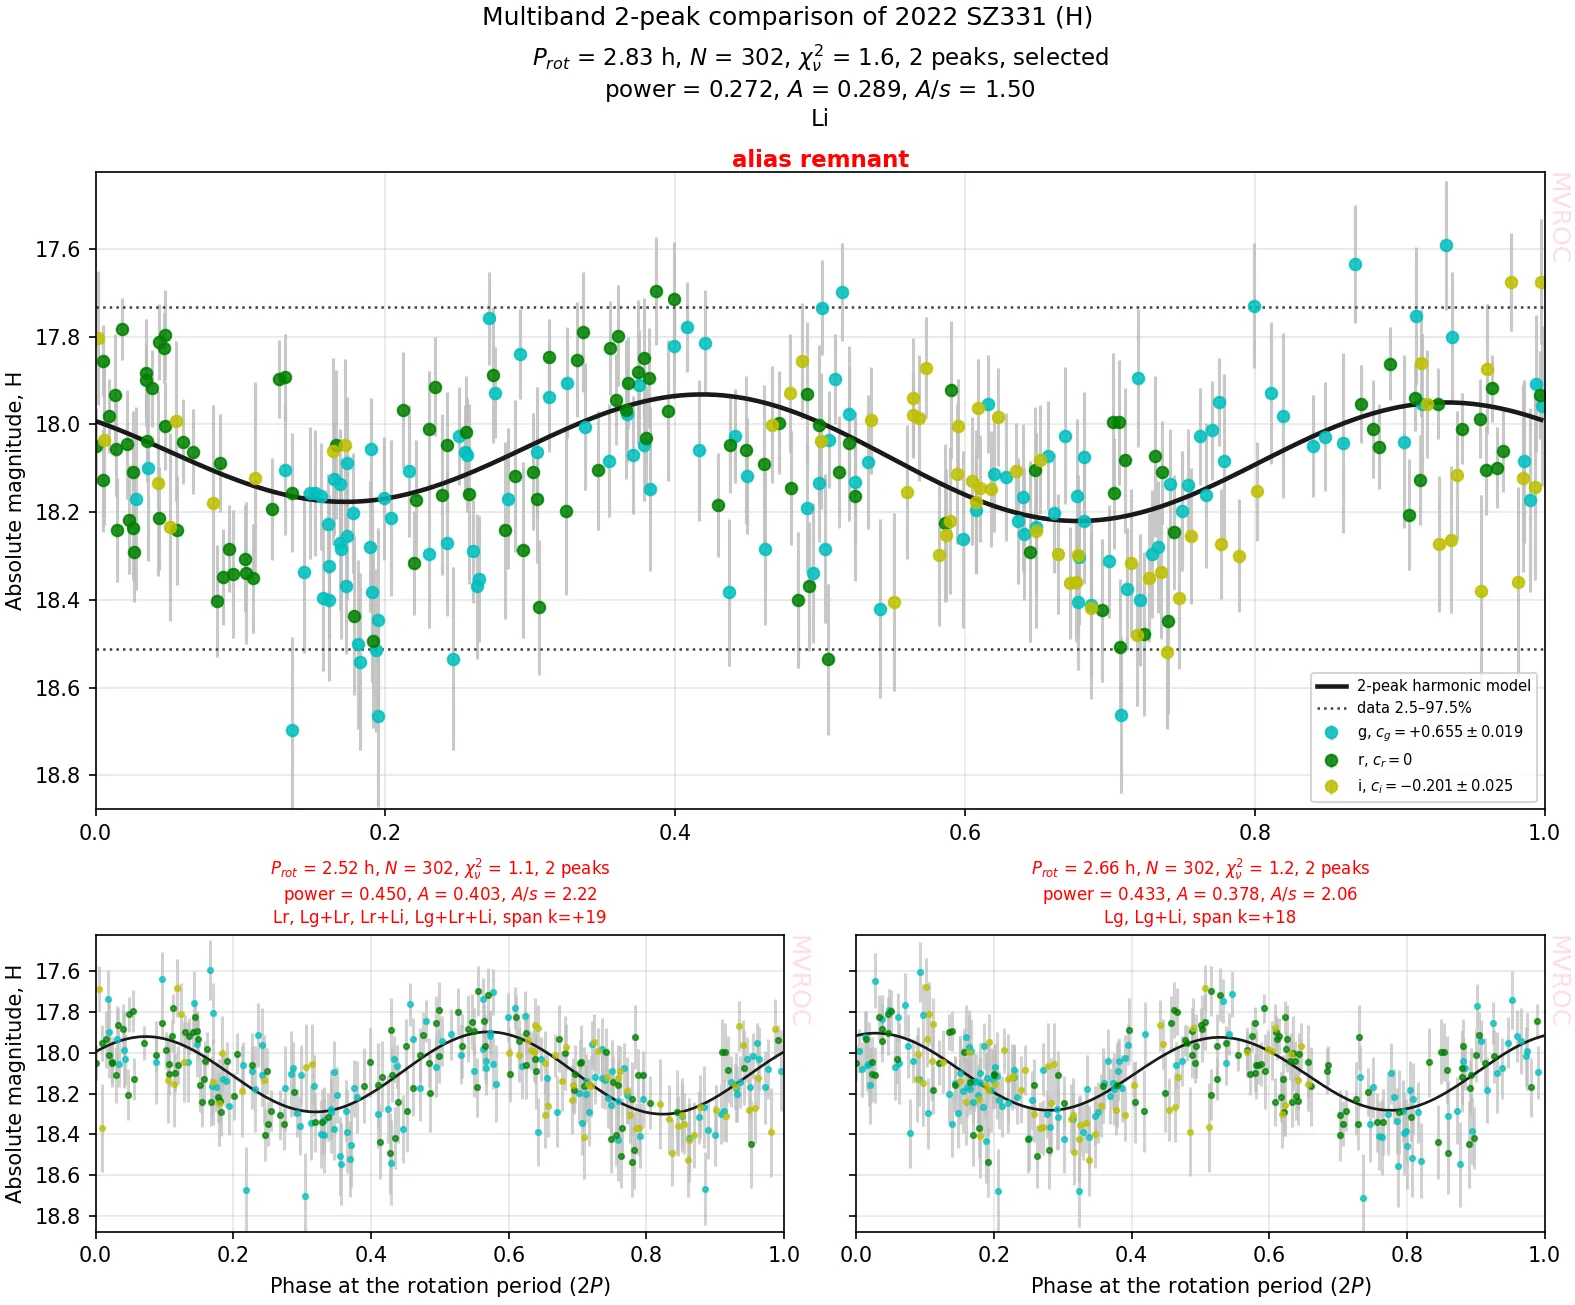 Multiband 2-peak comparison of 2022 SZ331 (H)
P_rot = 2.83 h, N = 302, χ²_ν = 1.6, 2 peaks, selected
power = 0.272, A = 0.289, A/s = 1.50
Li
alias remnant
MVROC
Absolute magnitude, H
17.6
17.8
18.0
18.2
18.4
18.6
18.8
2-peak harmonic model
data 2.5–97.5%
g, c_g = +0.655 ± 0.019
r, c_r = 0
i, c_i = −0.201 ± 0.025
0.0 0.2 0.4 0.6 0.8 1.0
P_rot = 2.52 h, N = 302, χ²_ν = 1.1, 2 peaks
power = 0.450, A = 0.403, A/s = 2.22
Lr, Lg+Lr, Lr+Li, Lg+Lr+Li, span k=+19
MVROC
Absolute magnitude, H
17.6
17.8
18.0
18.2
18.4
18.6
18.8
0.0 0.2 0.4 0.6 0.8 1.0
Phase at the rotation period (2P)
P_rot = 2.66 h, N = 302, χ²_ν = 1.2, 2 peaks
power = 0.433, A = 0.378, A/s = 2.06
Lg, Lg+Li, span k=+18
MVROC
0.0 0.2 0.4 0.6 0.8 1.0
Phase at the rotation period (2P)